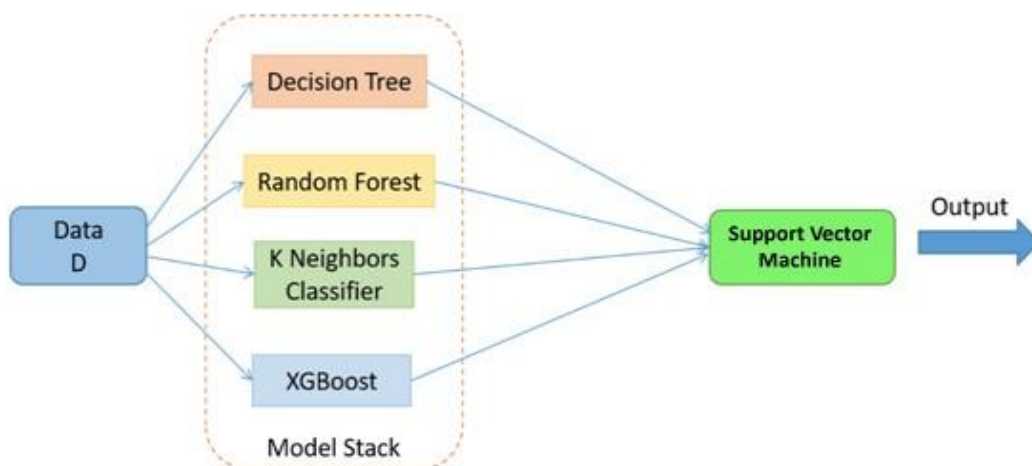 Data
D
Decision Tree
Random Forest
K Neighbors
Classifier
XGBoost
Model Stack
Support Vector
Machine
Output